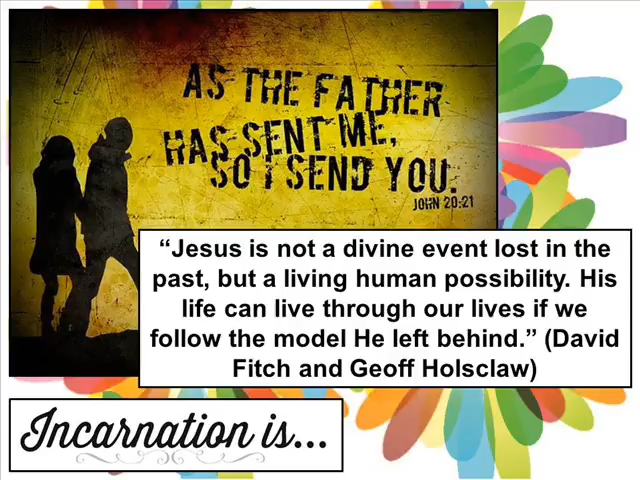 AS THE FATHER
HAS SENT ME,
SO I SEND YOU.
JOHN 20:21
“Jesus is not a divine event lost in the
past, but a living human possibility. His
life can live through our lives if we
follow the model He left behind.” (David
Fitch and Geoff Holsclaw)
Incarnation is...